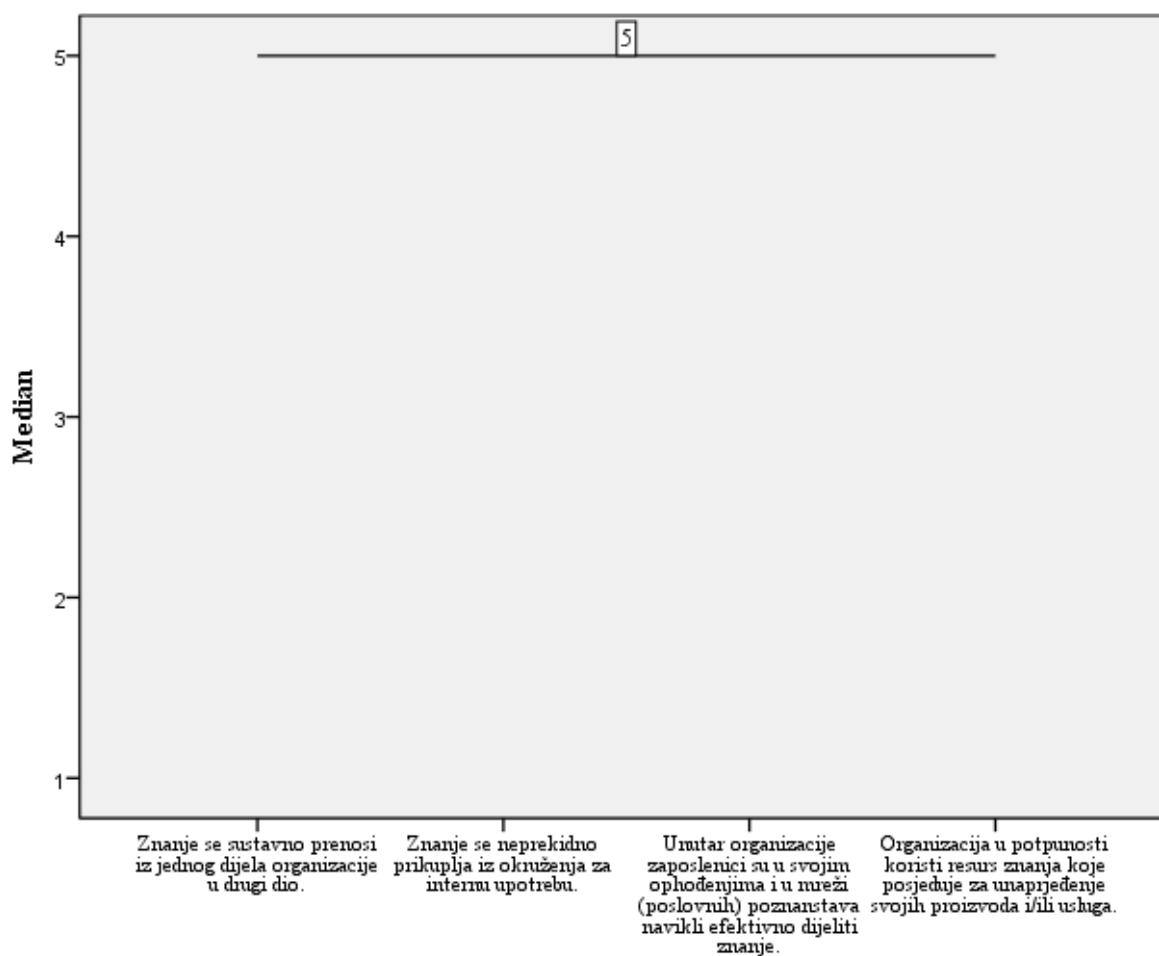 5
5
4
3
2
1
Median
Znanje se sustavno prenosi
iz jednog dijela organizacije
u drugi dio.
Znanje se neprekidno
prikuplja iz okruženja za
internu upotrebu.
Unutar organizacije
zaposlenici su u svojim
ophođenjima i u mreži
(poslovnih) poznanstava
navikli efektivno dijeliti
znanje.
Organizacija u potpunosti
koristi resurs znanja koje
posjeduje za unaprjeđenje
svojih proizvoda i/ili usluga.